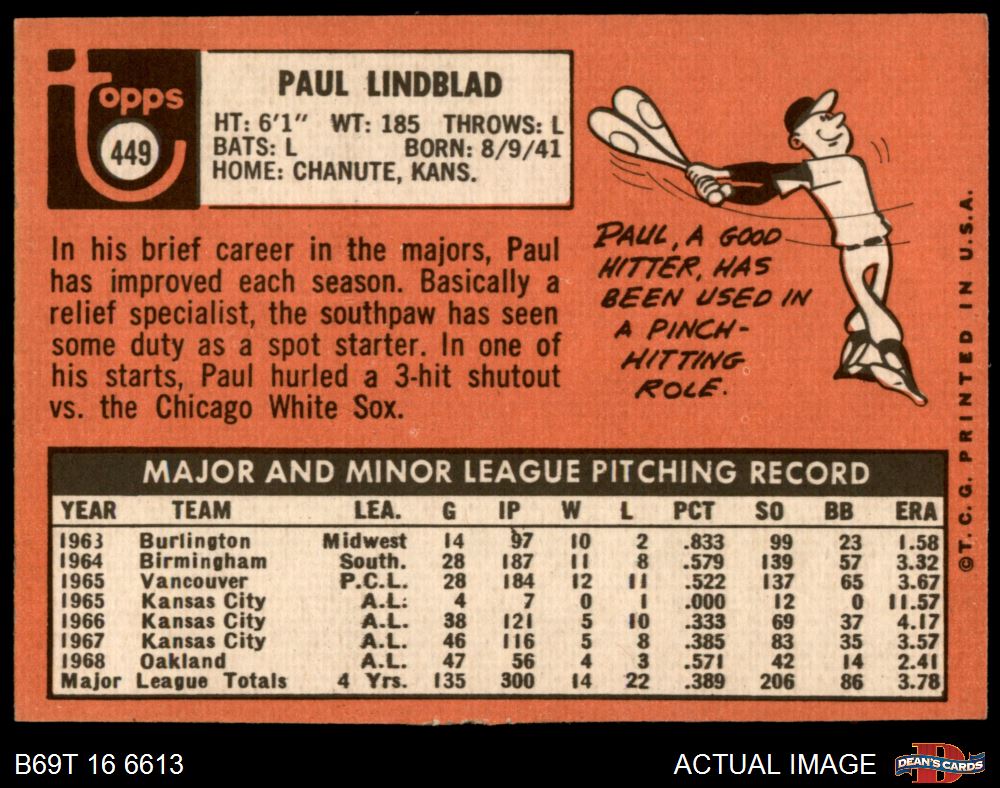 topps
449
PAUL LINDBLAD
HT: 6'1" WT: 185 THROWS: L
BATS: L BORN: 8/9/41
HOME: CHANUTE, KANS.
In his brief career in the majors, Paul
has improved each season. Basically a
relief specialist, the southpaw has seen
some duty as a spot starter. In one of
his starts, Paul hurled a 3-hit shutout
vs. the Chicago White Sox.
PAUL, A GOOD
HITTER, HAS
BEEN USED IN
A PINCH-
HITTING
ROLE.
©T.C.G. PRINTED IN U.S.A.
MAJOR AND MINOR LEAGUE PITCHING RECORD
YEAR TEAM LEA. G IP W L PCT SO BB ERA
1963 Burlington Midwest 14 97 10 2 .833 99 23 1.58
1964 Birmingham South. 28 187 11 8 .579 139 57 3.32
1965 Vancouver P.C.L. 28 184 12 11 .522 137 65 3.67
1965 Kansas City A.L. 4 7 0 1 .000 12 0 11.57
1966 Kansas City A.L. 38 121 5 10 .333 69 37 4.17
1967 Kansas City A.L. 46 116 5 8 .385 83 35 3.57
1968 Oakland A.L. 47 56 4 3 .571 42 14 2.41
Major League Totals 4 Yrs. 135 300 14 22 .389 206 86 3.78
B69T 16 6613
ACTUAL IMAGE
D
DEAN'S CARDS